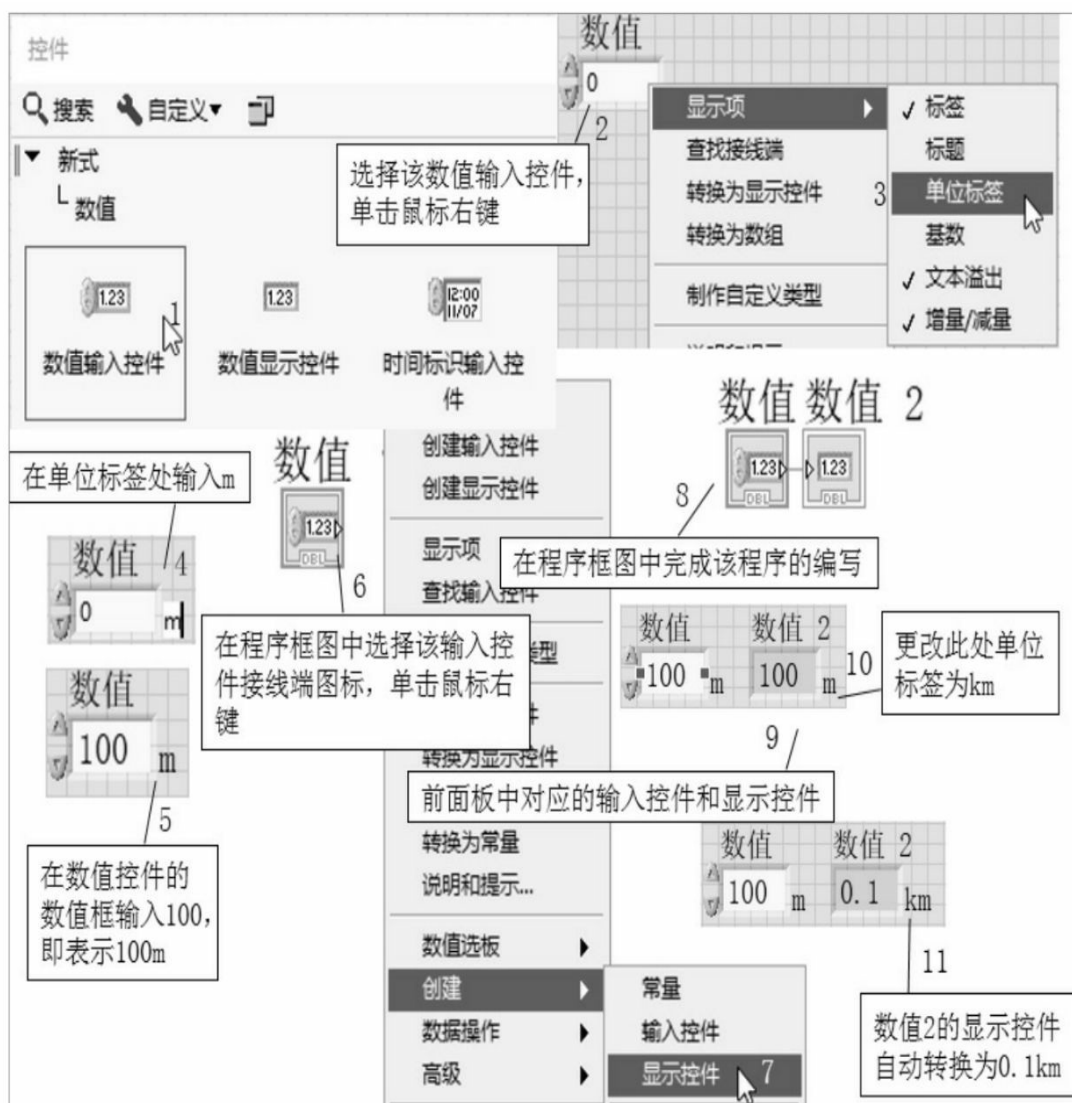 控件
搜索 自定义▼
新式
数值
1.23
1.23
12:00
11/07
1
数值输入控件
数值显示控件
时间标识输入控
件
数值
0
2
选择该数值输入控件，
单击鼠标右键
显示项
查找接线端
转换为显示控件
转换为数组
制作自定义类型
3
✓ 标签
标题
单位标签
基数
✓ 文本溢出
✓ 增量/减量
在单位标签处输入m
数值
4
0 m
数值
100 m
5
在数值控件的
数值框输入100，
即表示100m
数值
1.23
DBL
6
在程序框图中选择该输入控
件接线端图标，单击鼠标右
键
创建输入控件
创建显示控件
显示项
查找输入控件
类型
转换为显示控件
转换为常量
说明和提示...
数值选板
创建
数据操作
高级
常量
输入控件
显示控件
7
数值 数值 2
1.23 1.23
DBL DBL
8
在程序框图中完成该程序的编写
数值 数值 2
100 m 100 m
10
更改此处单位
标签为km
9
前面板中对应的输入控件和显示控件
数值 数值 2
100 m 0.1 km
11
数值2的显示控件
自动转换为0.1km